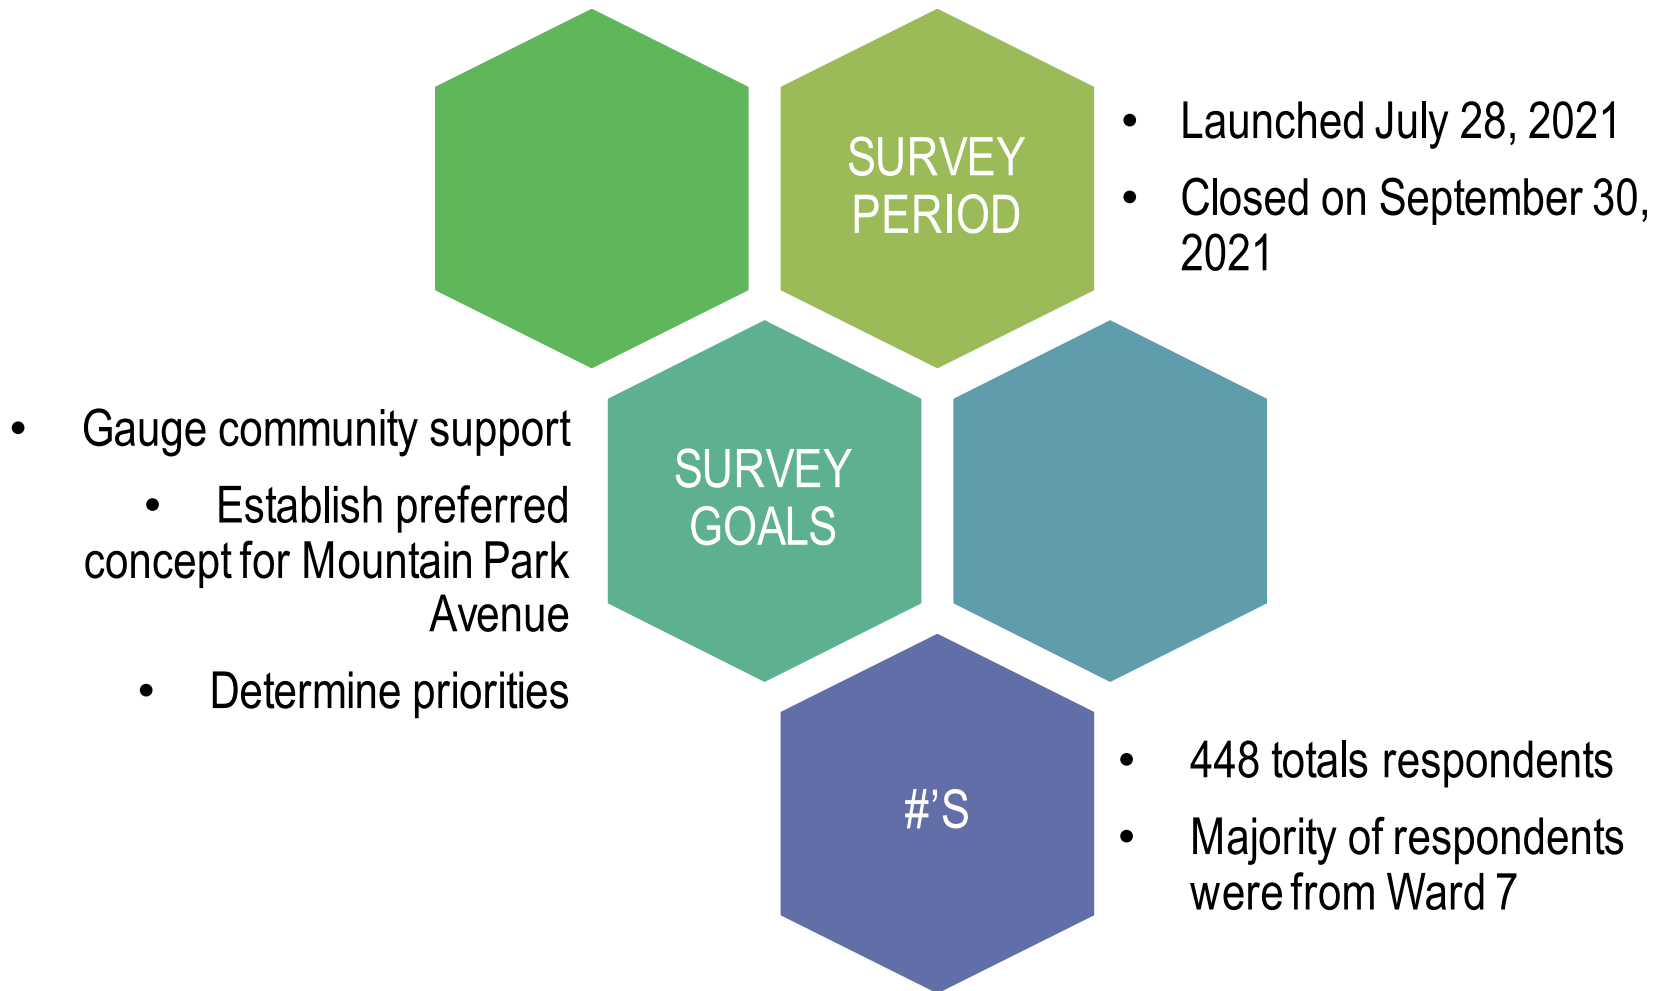 SURVEY
PERIOD
• Launched July 28, 2021
• Closed on September 30,
2021
SURVEY
GOALS
• Gauge community support
• Establish preferred
concept for Mountain Park
Avenue
• Determine priorities
#’S
• 448 totals respondents
• Majority of respondents
were from Ward 7